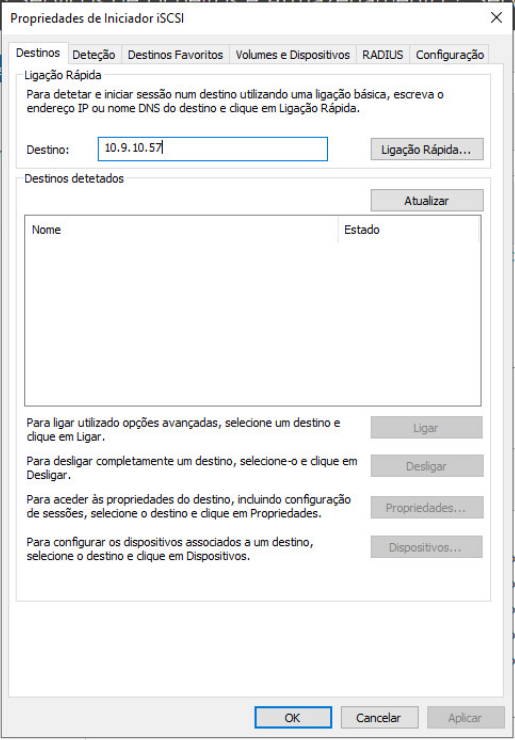 Propriedades de Iniciador iSCSI
Destinos Deteção Destinos Favoritos Volumes e Dispositivos RADIUS Configuração
Ligação Rápida
Para detetar e iniciar sessão num destino utilizando uma ligação básica, escreva o
endereço IP ou nome DNS do destino e clique em Ligação Rápida.
Destino: 10.9.10.57 Ligação Rápida...
Destinos detetados
Atualizar
Nome Estado
Para ligar utilizado opções avançadas, selecione um destino e
clique em Ligar.
Ligar
Para desligar completamente um destino, selecione-o e clique em
Desligar.
Desligar
Para aceder às propriedades do destino, incluindo configuração
de sessões, selecione o destino e clique em Propriedades.
Propriedades...
Para configurar os dispositivos associados a um destino,
selecione o destino e clique em Dispositivos.
Dispositivos...
OK Cancelar Aplicar